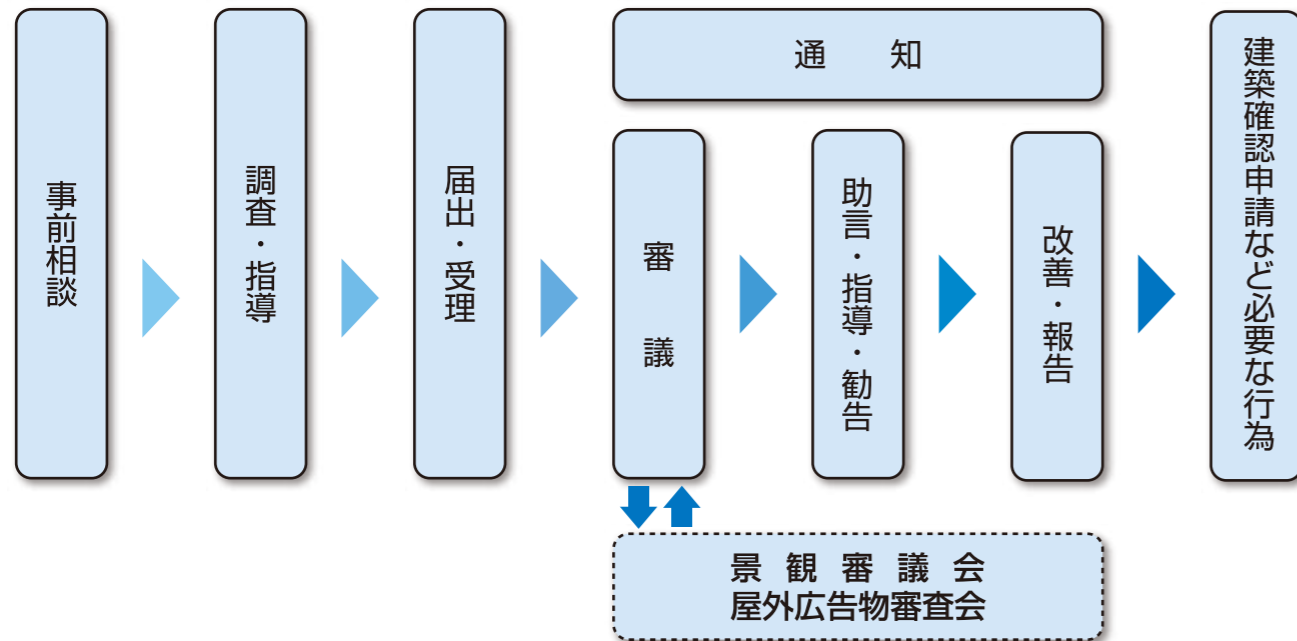 事前相談
調査・指導
届出・受理
通知
審議
助言・指導・勧告
改善・報告
建築確認申請など必要な行為
景観審議会
屋外広告物審査会